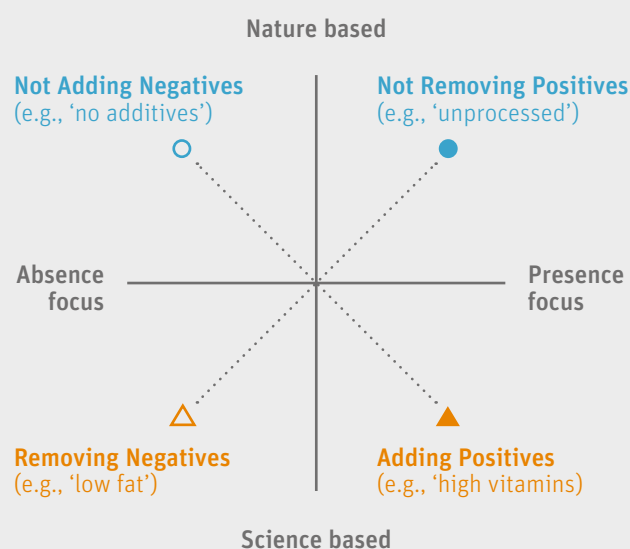 Nature based
Not Adding Negatives
(e.g., ‘no additives’)
Not Removing Positives
(e.g., ‘unprocessed’)
Absence
focus
Presence
focus
Removing Negatives
(e.g., ‘low fat’)
Adding Positives
(e.g., ‘high vitamins)
Science based